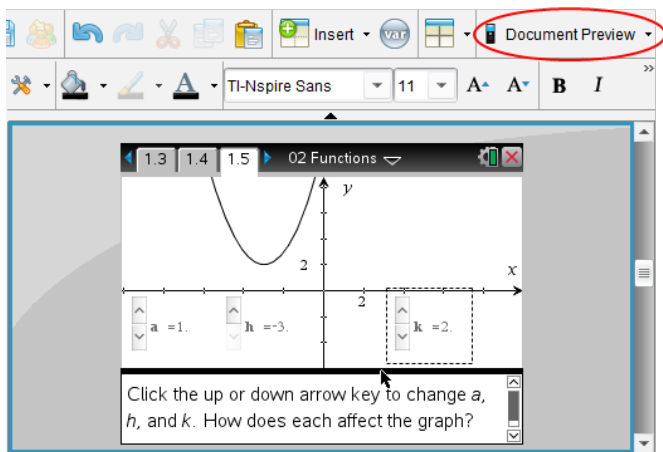 Insert var Document Preview
TI-Nspire Sans 11 A A B I »
1.3 1.4 1.5 02 Functions
y
2
x
2
a =1. h =-3. k =2.
Click the up or down arrow key to change a,
h, and k. How does each affect the graph?